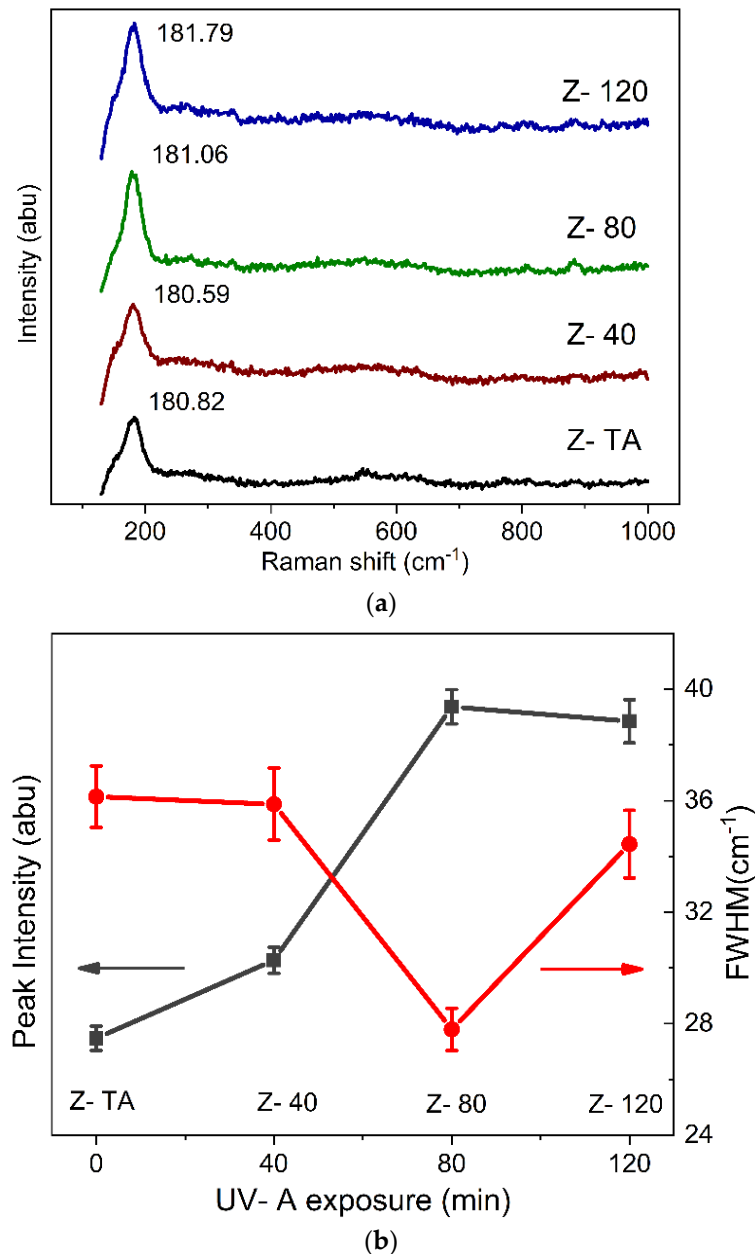 181.79
Z- 120
181.06
Z- 80
180.59
Z- 40
180.82
Z- TA
Intensity (abu)
200 400 600 800 1000
Raman shift (cm⁻¹)
(a)
Peak Intensity (abu)
40
36
32
28
24
FWHM(cm⁻¹)
Z- TA Z- 40 Z- 80 Z- 120
0 40 80 120
UV- A exposure (min)
(b)